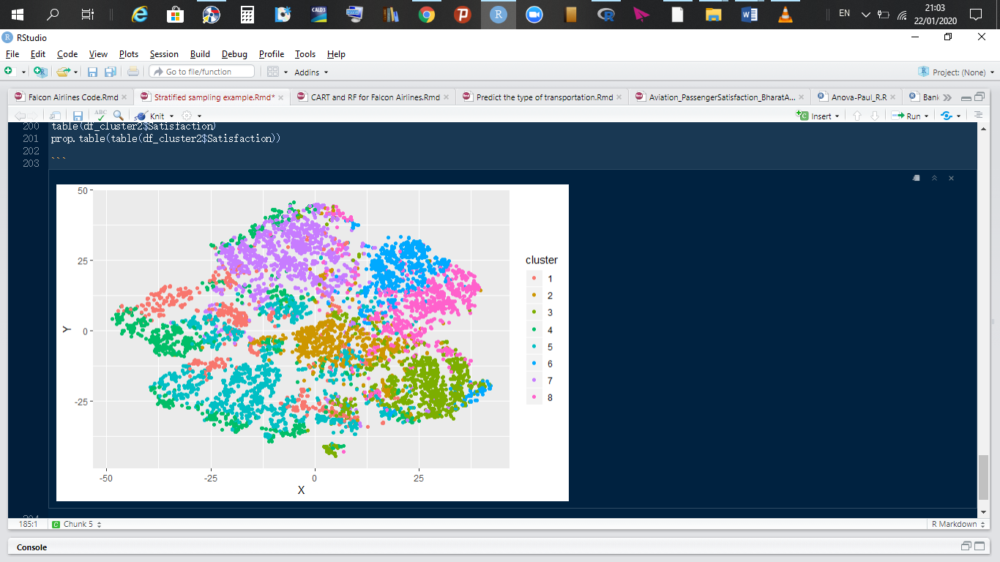 CALD3
EN
21:03
22/01/2020
RStudio
File Edit Code View Plots Session Build Debug Profile Tools Help
Go to file/function
Addins
Project: (None)
Falcon Airlines Code.Rmd
Stratified sampling example.Rmd*
CART and RF for Falcon Airlines.Rmd
Predict the type of transportation.Rmd
Aviation_PassengerSatisfaction_BharatA...
Anova-Paul_R.R
Bank
ABC
Knit
Insert
Run
200 table(df_cluster2$Satisfaction)
201 prop.table(table(df_cluster2$Satisfaction))
202
203 ```
50
25
0
-25
Y
-50 -25 0 25
X
cluster
1
2
3
4
5
6
7
8
204
185:1
Chunk 5
R Markdown
Console